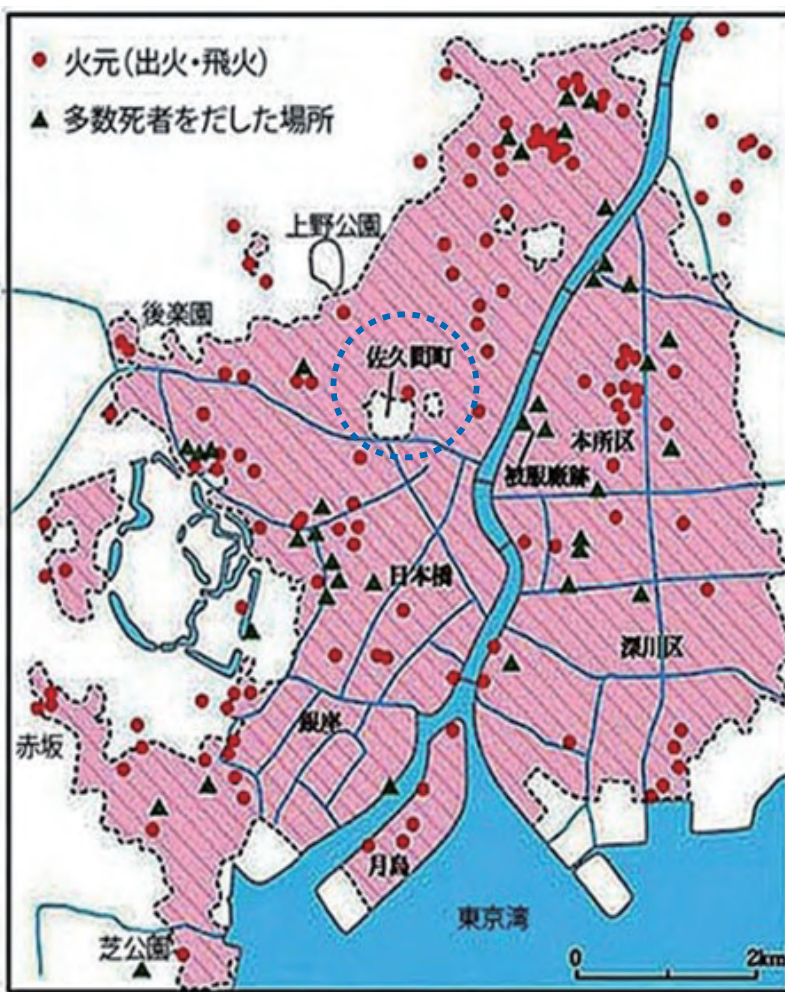 火元(出火・飛火)
多数死者をだした場所
上野公園
後楽園
佐久間町
本所区
被服廠跡
日本橋
深川区
銀座
赤坂
月島
東京湾
芝公園
0 2km